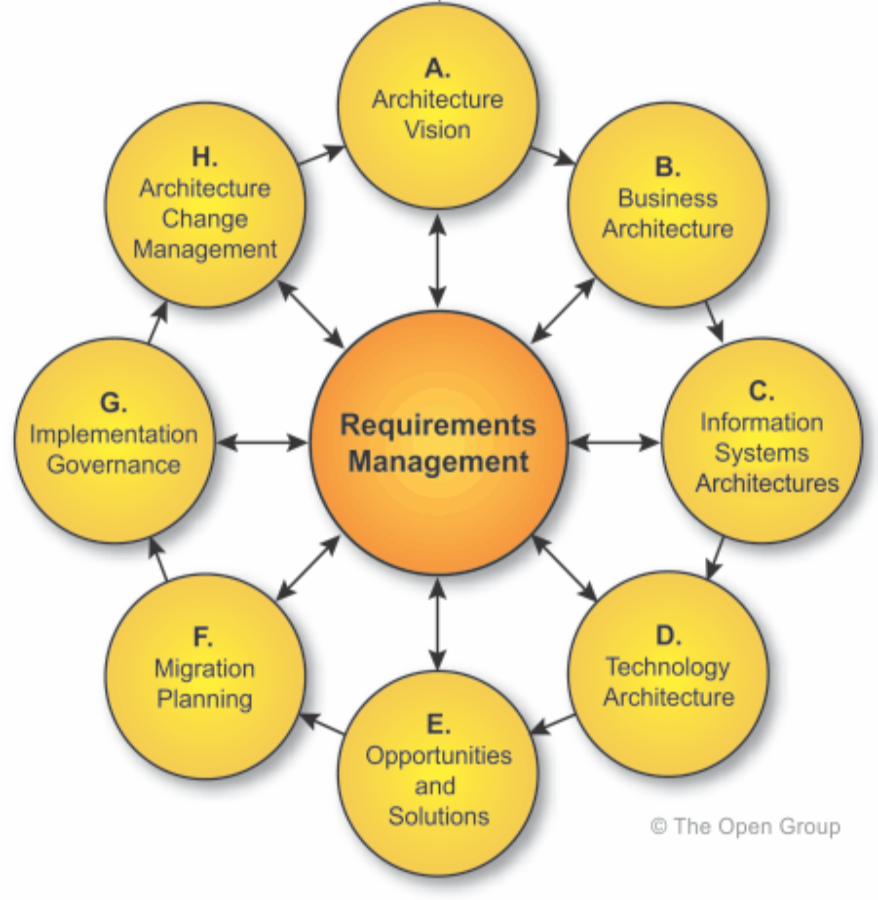 A.
Architecture
Vision
B.
Business
Architecture
C.
Information
Systems
Architectures
D.
Technology
Architecture
E.
Opportunities
and
Solutions
F.
Migration
Planning
G.
Implementation
Governance
H.
Architecture
Change
Management
Requirements
Management
© The Open Group